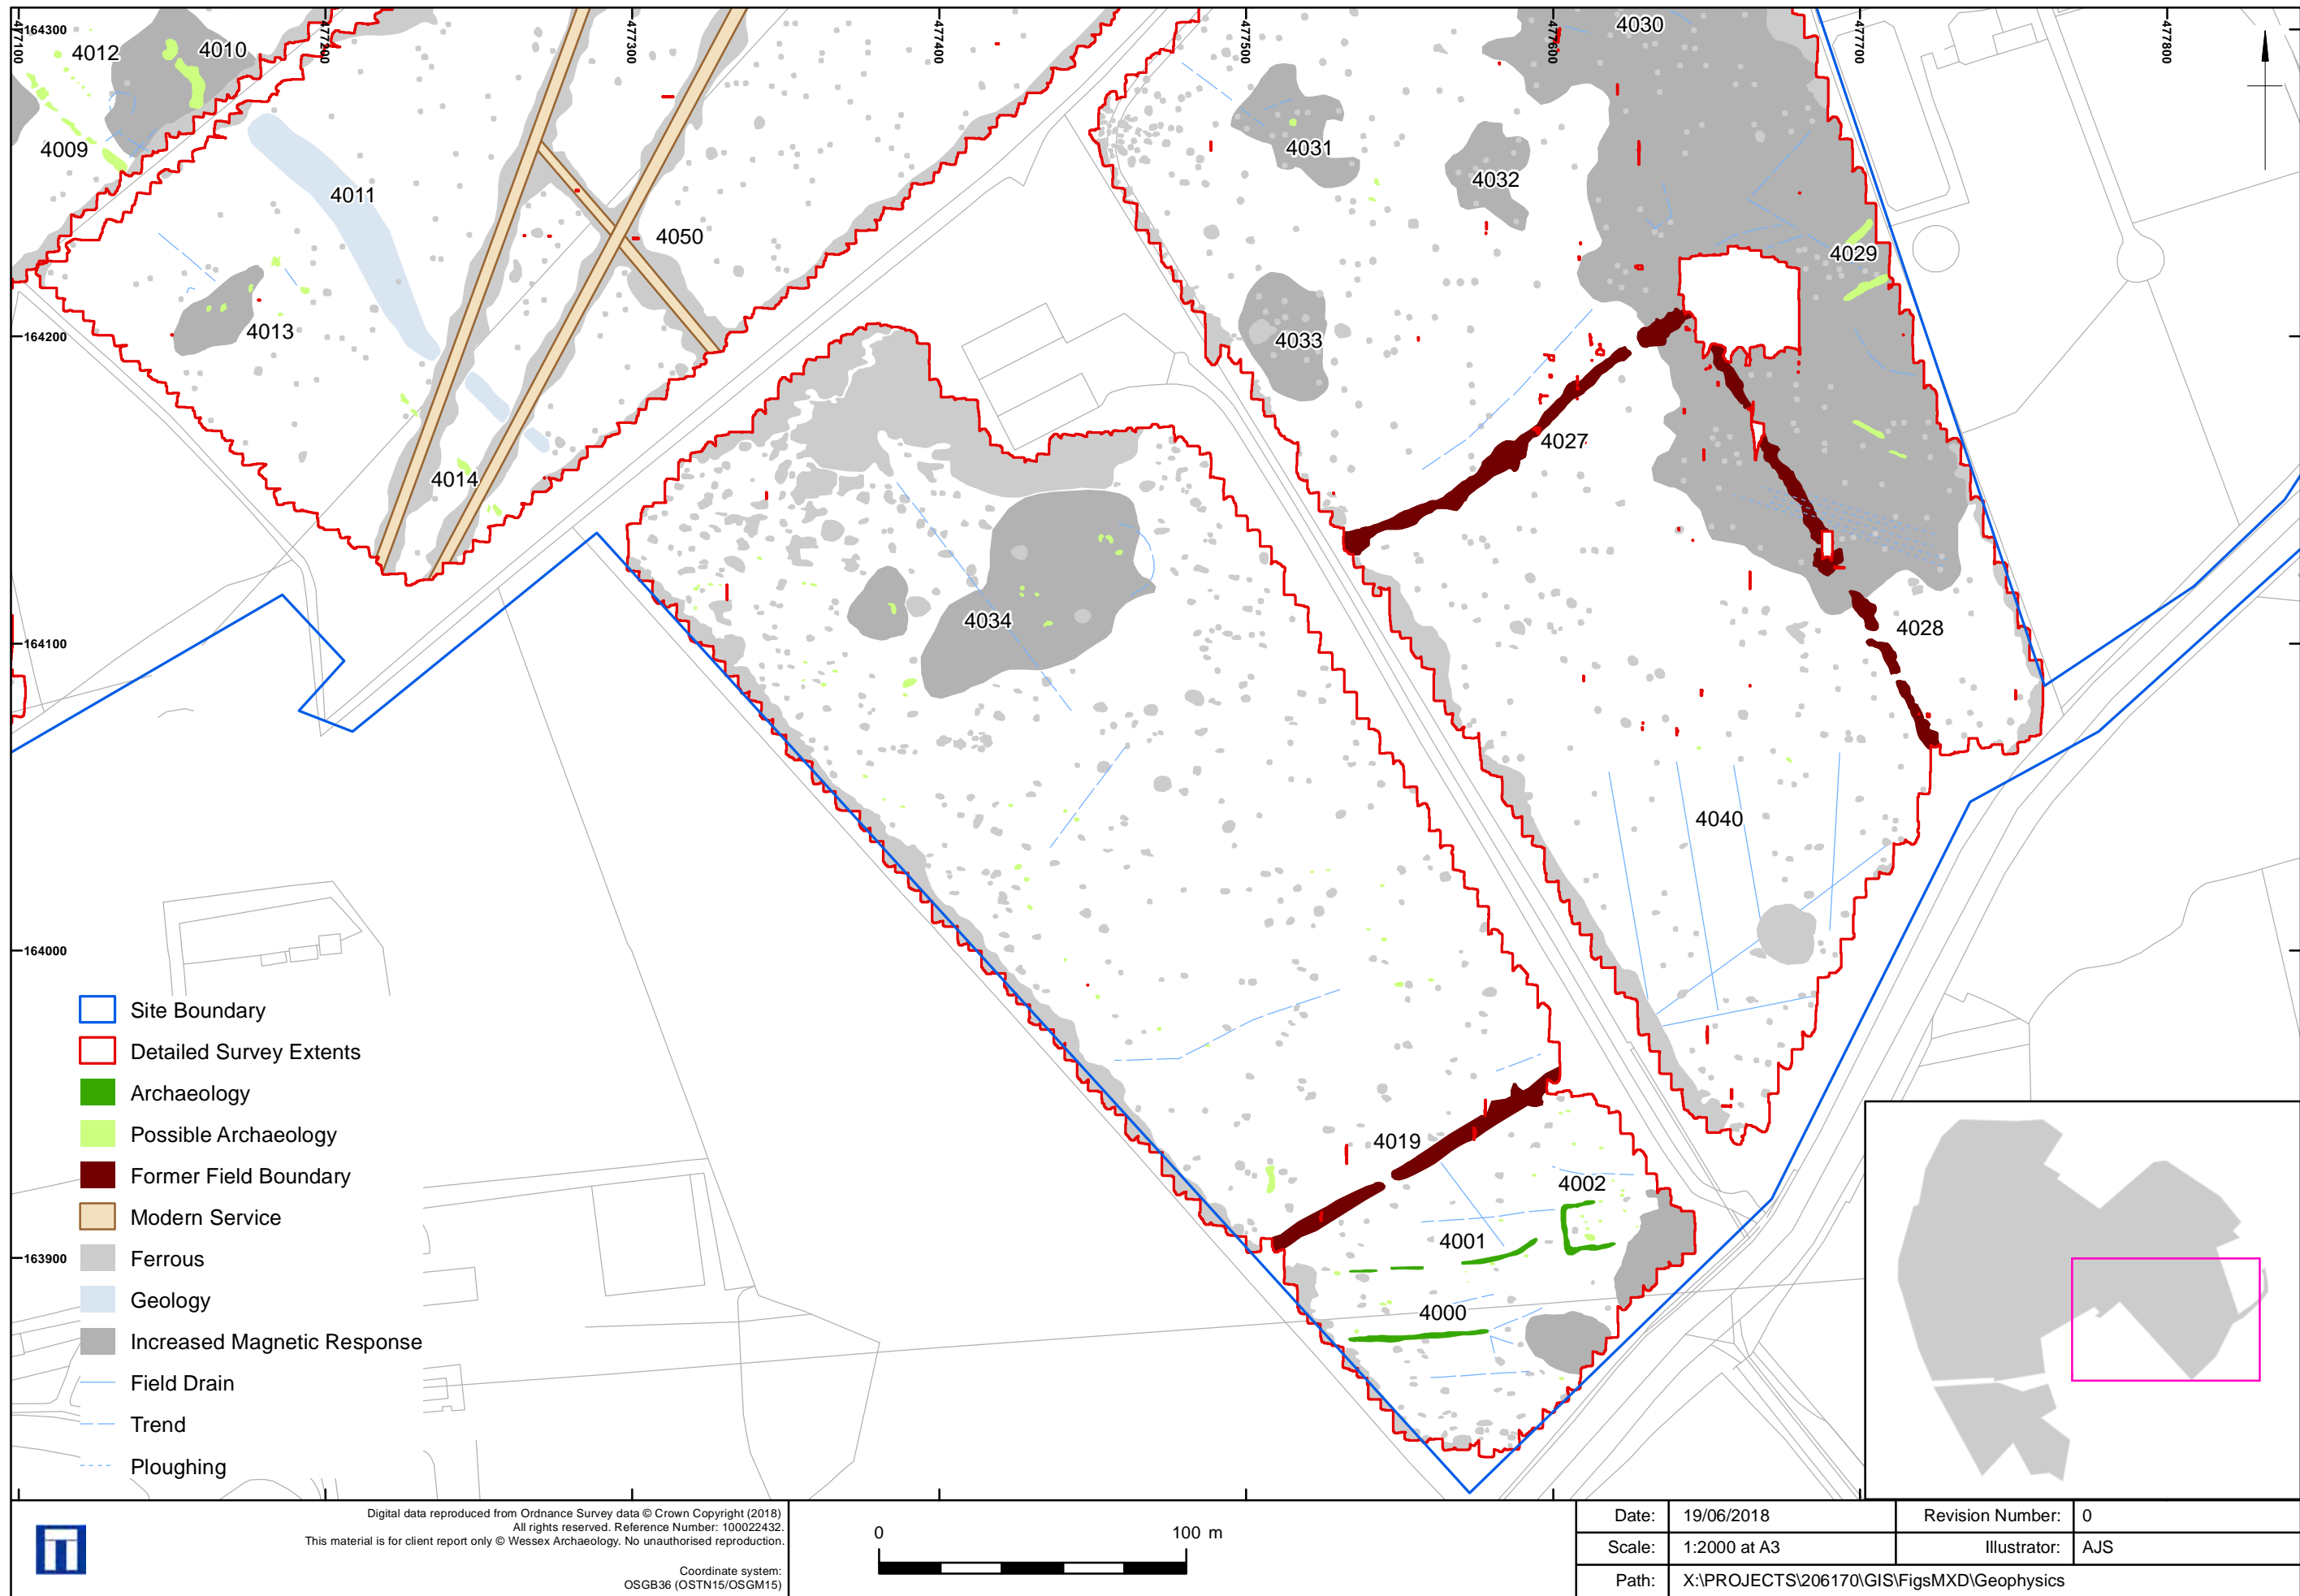 477100
477200
477300
477400
477500
477600
477700
477800
164300
164200
164100
164000
163900
4012
4010
4009
4011
4013
4014
4050
4030
4031
4032
4033
4029
4027
4028
4034
4040
4019
4002
4001
4000
Site Boundary
Detailed Survey Extents
Archaeology
Possible Archaeology
Former Field Boundary
Modern Service
Ferrous
Geology
Increased Magnetic Response
Field Drain
Trend
Ploughing
Digital data reproduced from Ordnance Survey data © Crown Copyright (2018)
All rights reserved. Reference Number: 100022432.
This material is for client report only © Wessex Archaeology. No unauthorised reproduction.
Coordinate system:
OSGB36 (OSTN15/OSGM15)
0 100 m
Date: 19/06/2018 Revision Number: 0
Scale: 1:2000 at A3 Illustrator: AJS
Path: X:\PROJECTS\206170\GIS\FigsMXD\Geophysics